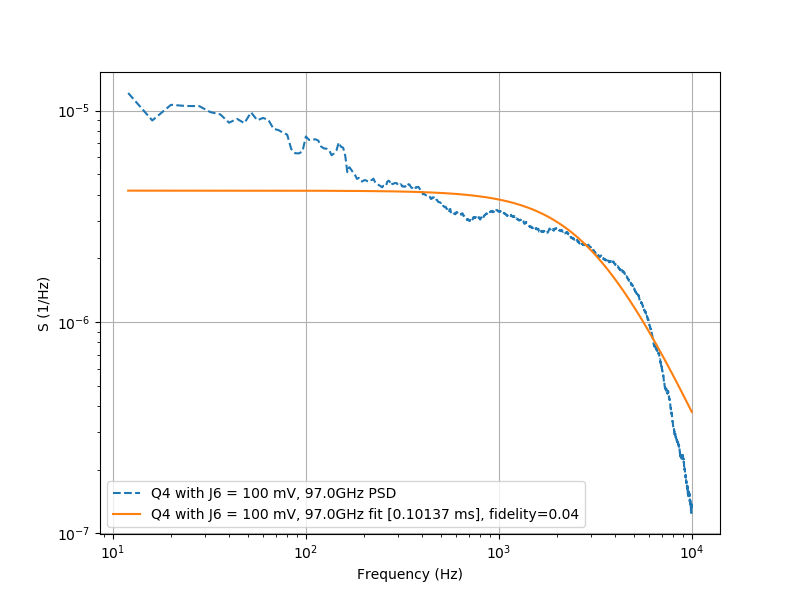 10⁻⁵
10⁻⁶
10⁻⁷
S (1/Hz)
Q4 with J6 = 100 mV, 97.0GHz PSD
Q4 with J6 = 100 mV, 97.0GHz fit [0.10137 ms], fidelity=0.04
10¹ 10² 10³ 10⁴
Frequency (Hz)